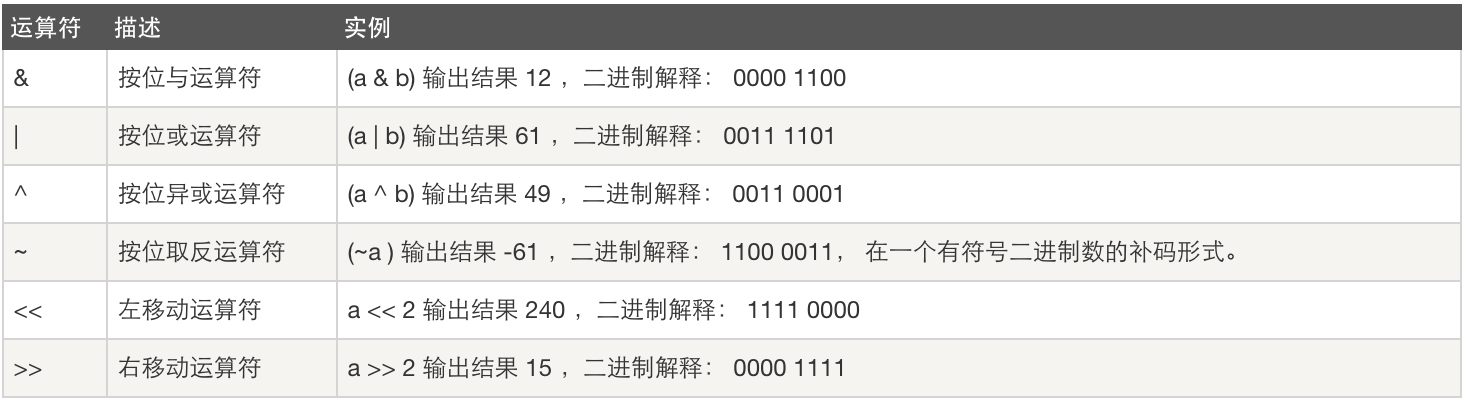 运算符 描述 实例
& 按位与运算符 (a & b) 输出结果 12 ，二进制解释： 0000 1100
| 按位或运算符 (a | b) 输出结果 61 ，二进制解释： 0011 1101
^ 按位异或运算符 (a ^ b) 输出结果 49 ，二进制解释： 0011 0001
~ 按位取反运算符 (~a ) 输出结果 -61 ，二进制解释： 1100 0011， 在一个有符号二进制数的补码形式。
<< 左移动运算符 a << 2 输出结果 240 ，二进制解释： 1111 0000
>> 右移动运算符 a >> 2 输出结果 15 ，二进制解释： 0000 1111